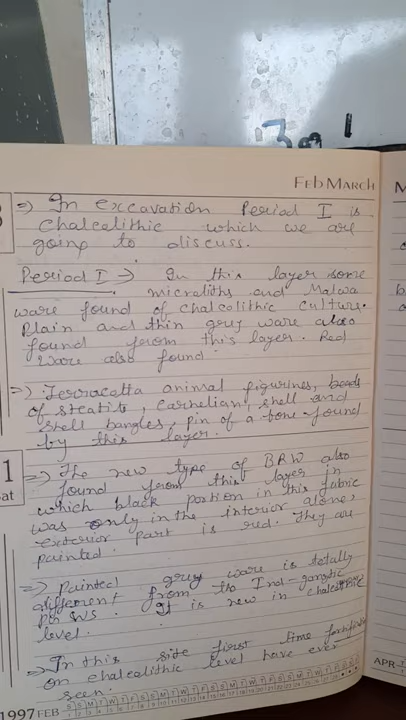 Feb March
=) In excavation Period I is
Chalcolithic which we are
going to discuss.
Period I → In this layer some
microliths and Malwa
ware found of chalcolithic culture.
Plain and thin grey ware also
found from this layer. Red
Ware also found.
=) Terracatta animal figurines, beads
of steatite, carnelian, shell and
shell bangles, pin of a bone found
by this layer.
=) The new type of BRW also
found from this layer in
which black portion in this fabric
was only in the interior alone,
exterior part is red. They are
painted.
=) Painted grey ware is totally
different from the Ind-gangetic
It is new in chalcolithic
level.
=) In this site first time
on chalcolithic level have ever
seen.
1997 FEB
APR